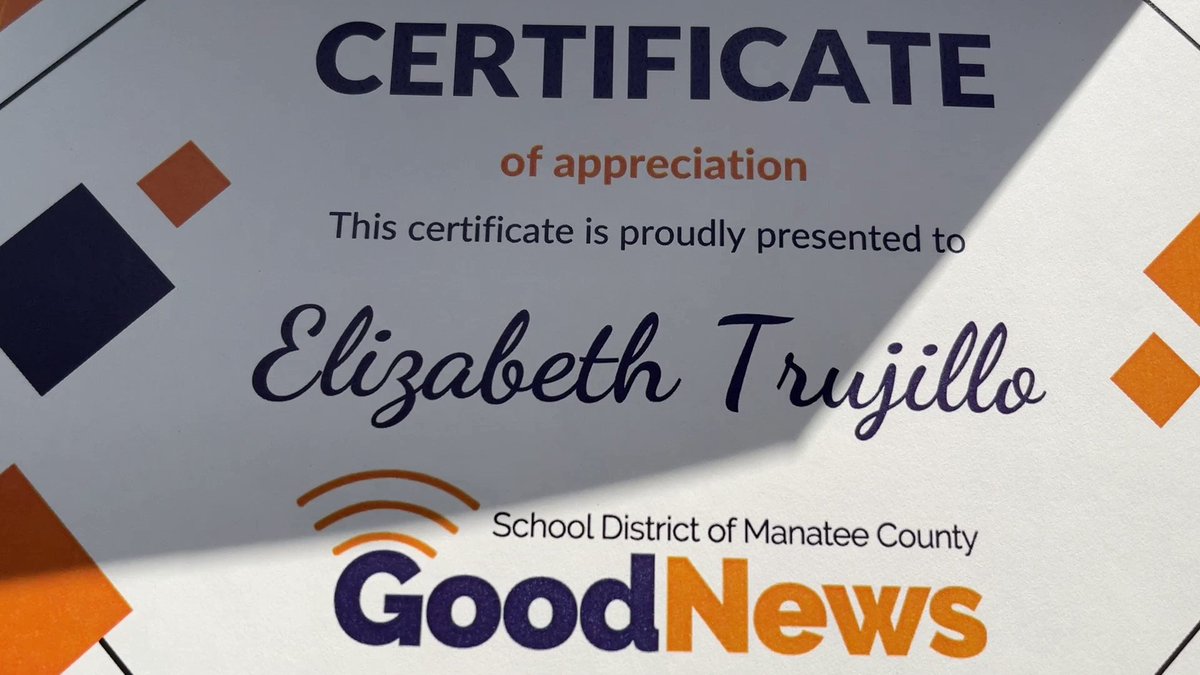 CERTIFICATE
of appreciation
This certificate is proudly presented to
Elizabeth Trujillo
School District of Manatee County
GoodNews